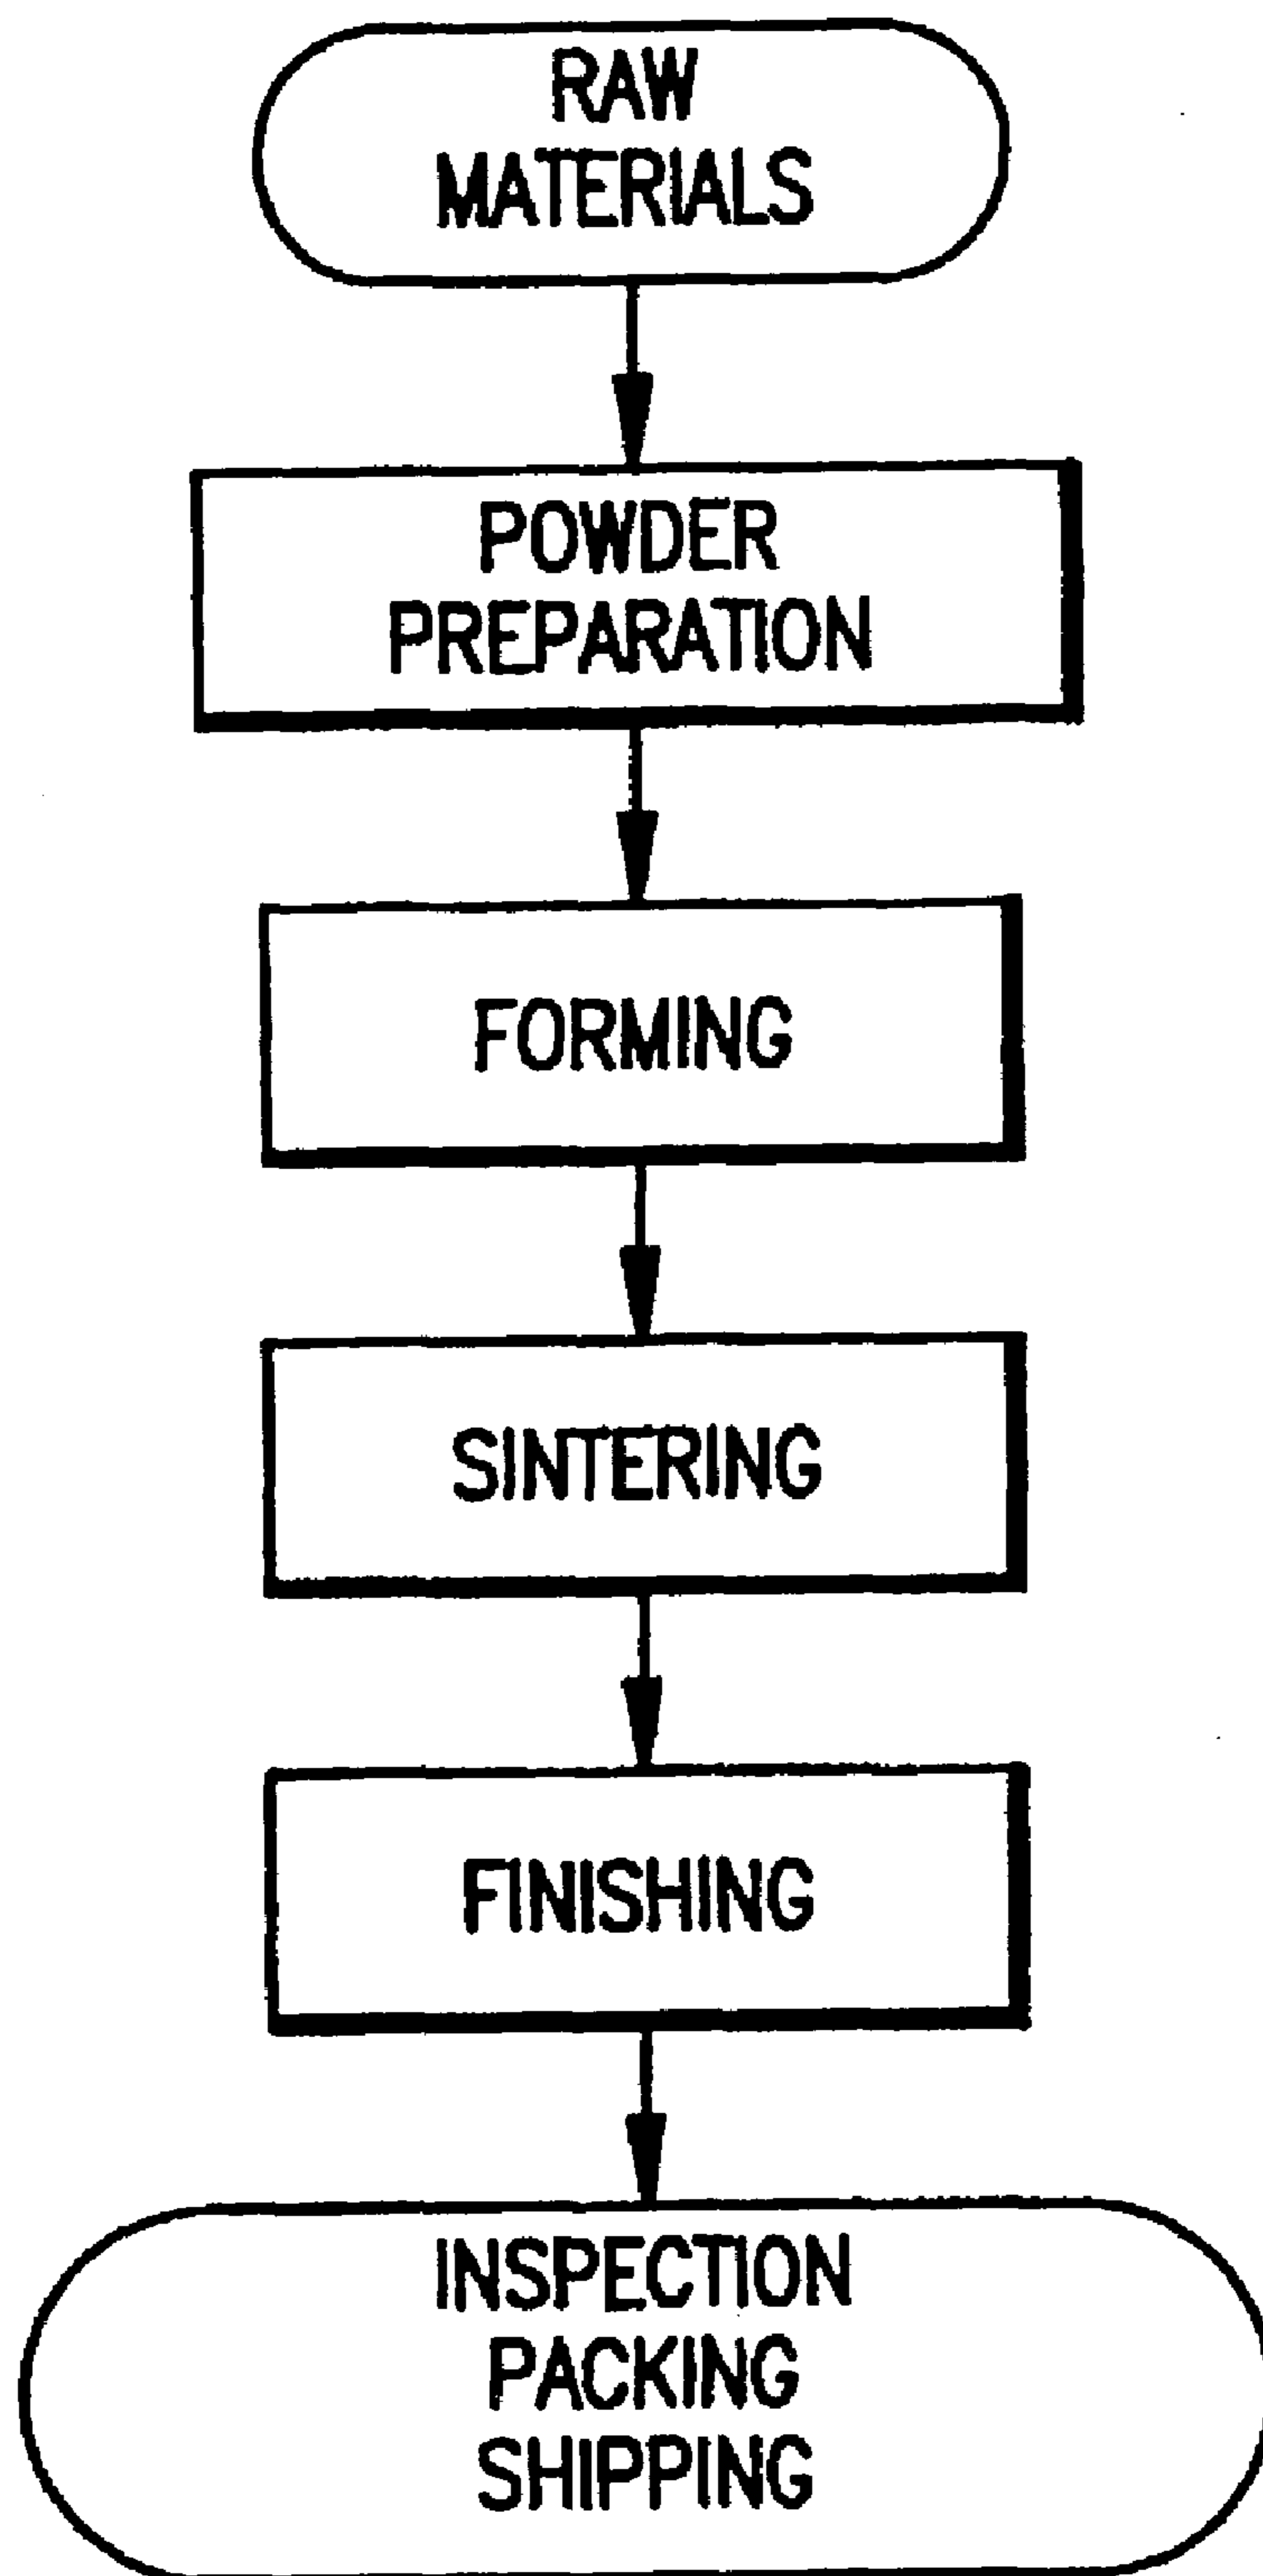 RAW
MATERIALS
POWDER
PREPARATION
FORMING
SINTERING
FINISHING
INSPECTION
PACKING
SHIPPING